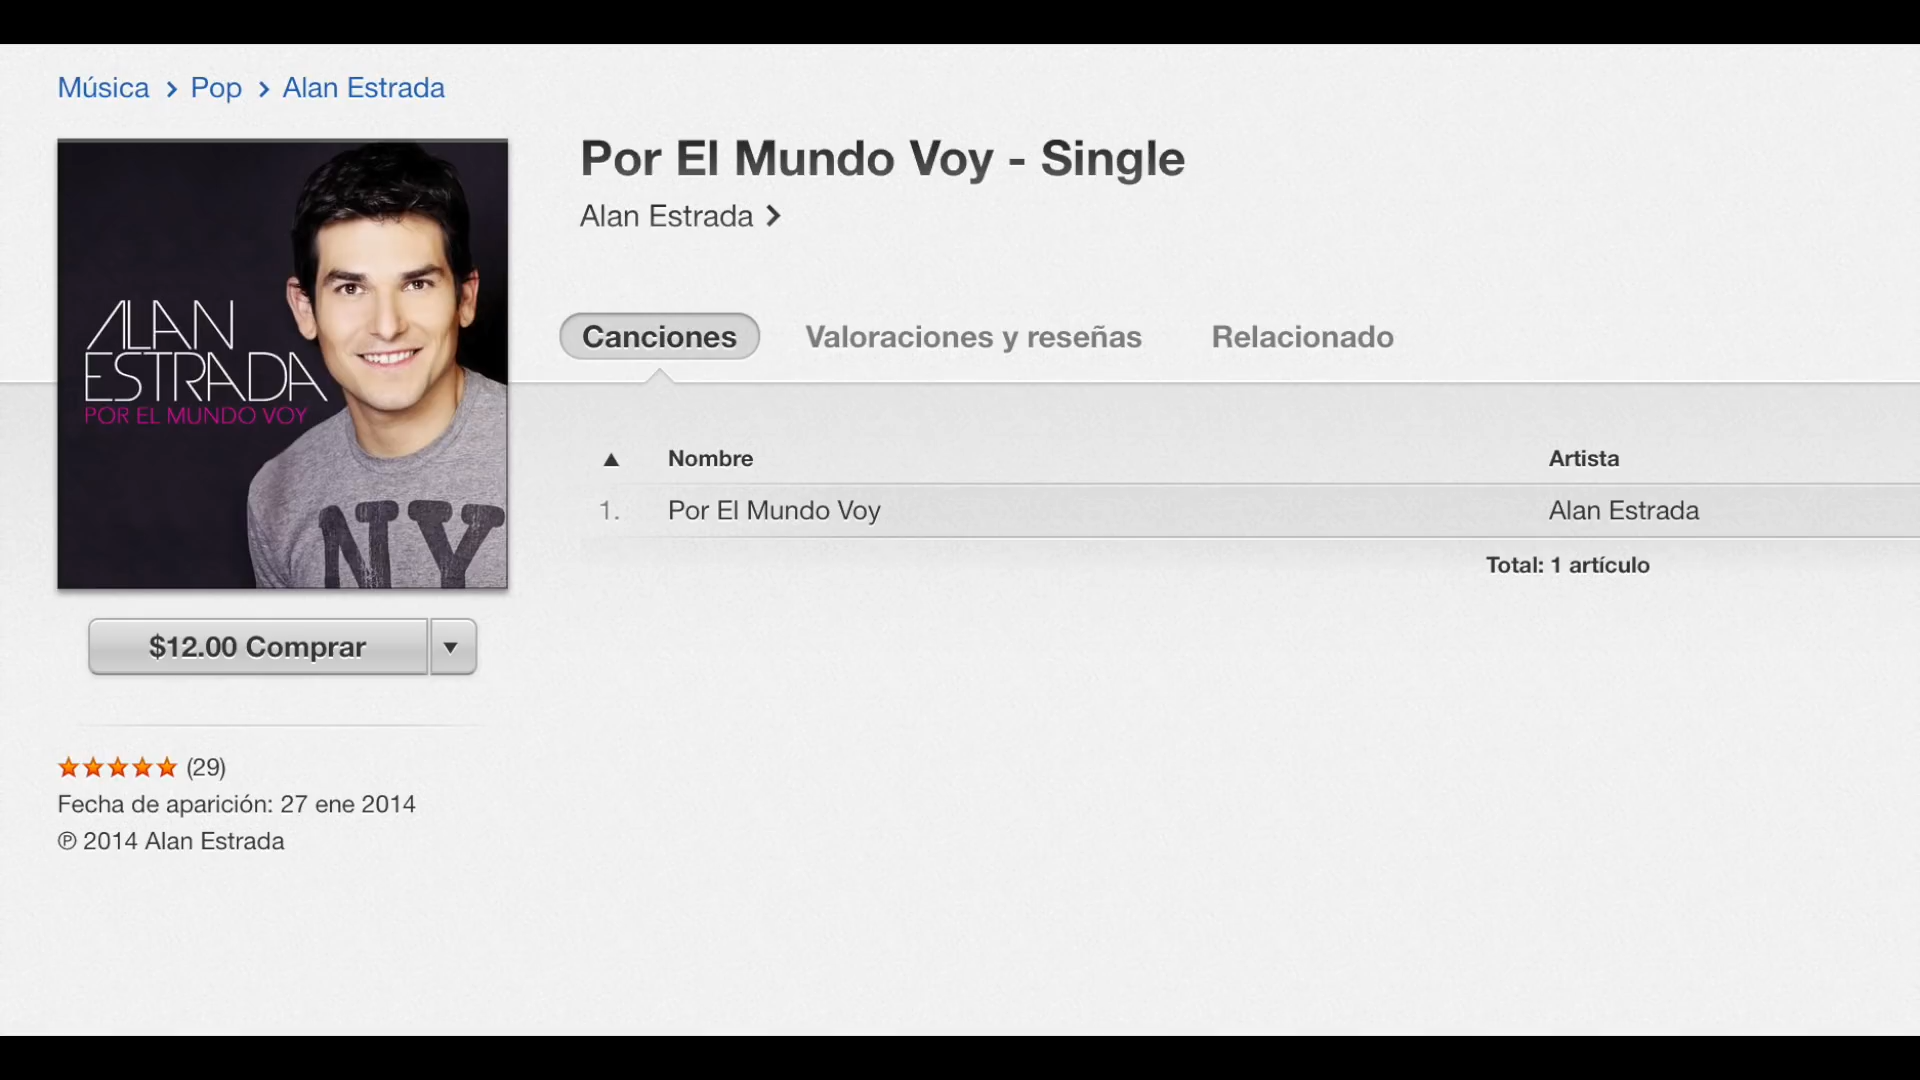 Música > Pop > Alan Estrada
Por El Mundo Voy - Single
Alan Estrada >
ALAN
ESTRADA
POR EL MUNDO VOY
NY
Canciones Valoraciones y reseñas Relacionado
▲ Nombre Artista
1. Por El Mundo Voy Alan Estrada
Total: 1 artículo
$12.00 Comprar ▼
★★★★★ (29)
Fecha de aparición: 27 ene 2014
℗ 2014 Alan Estrada